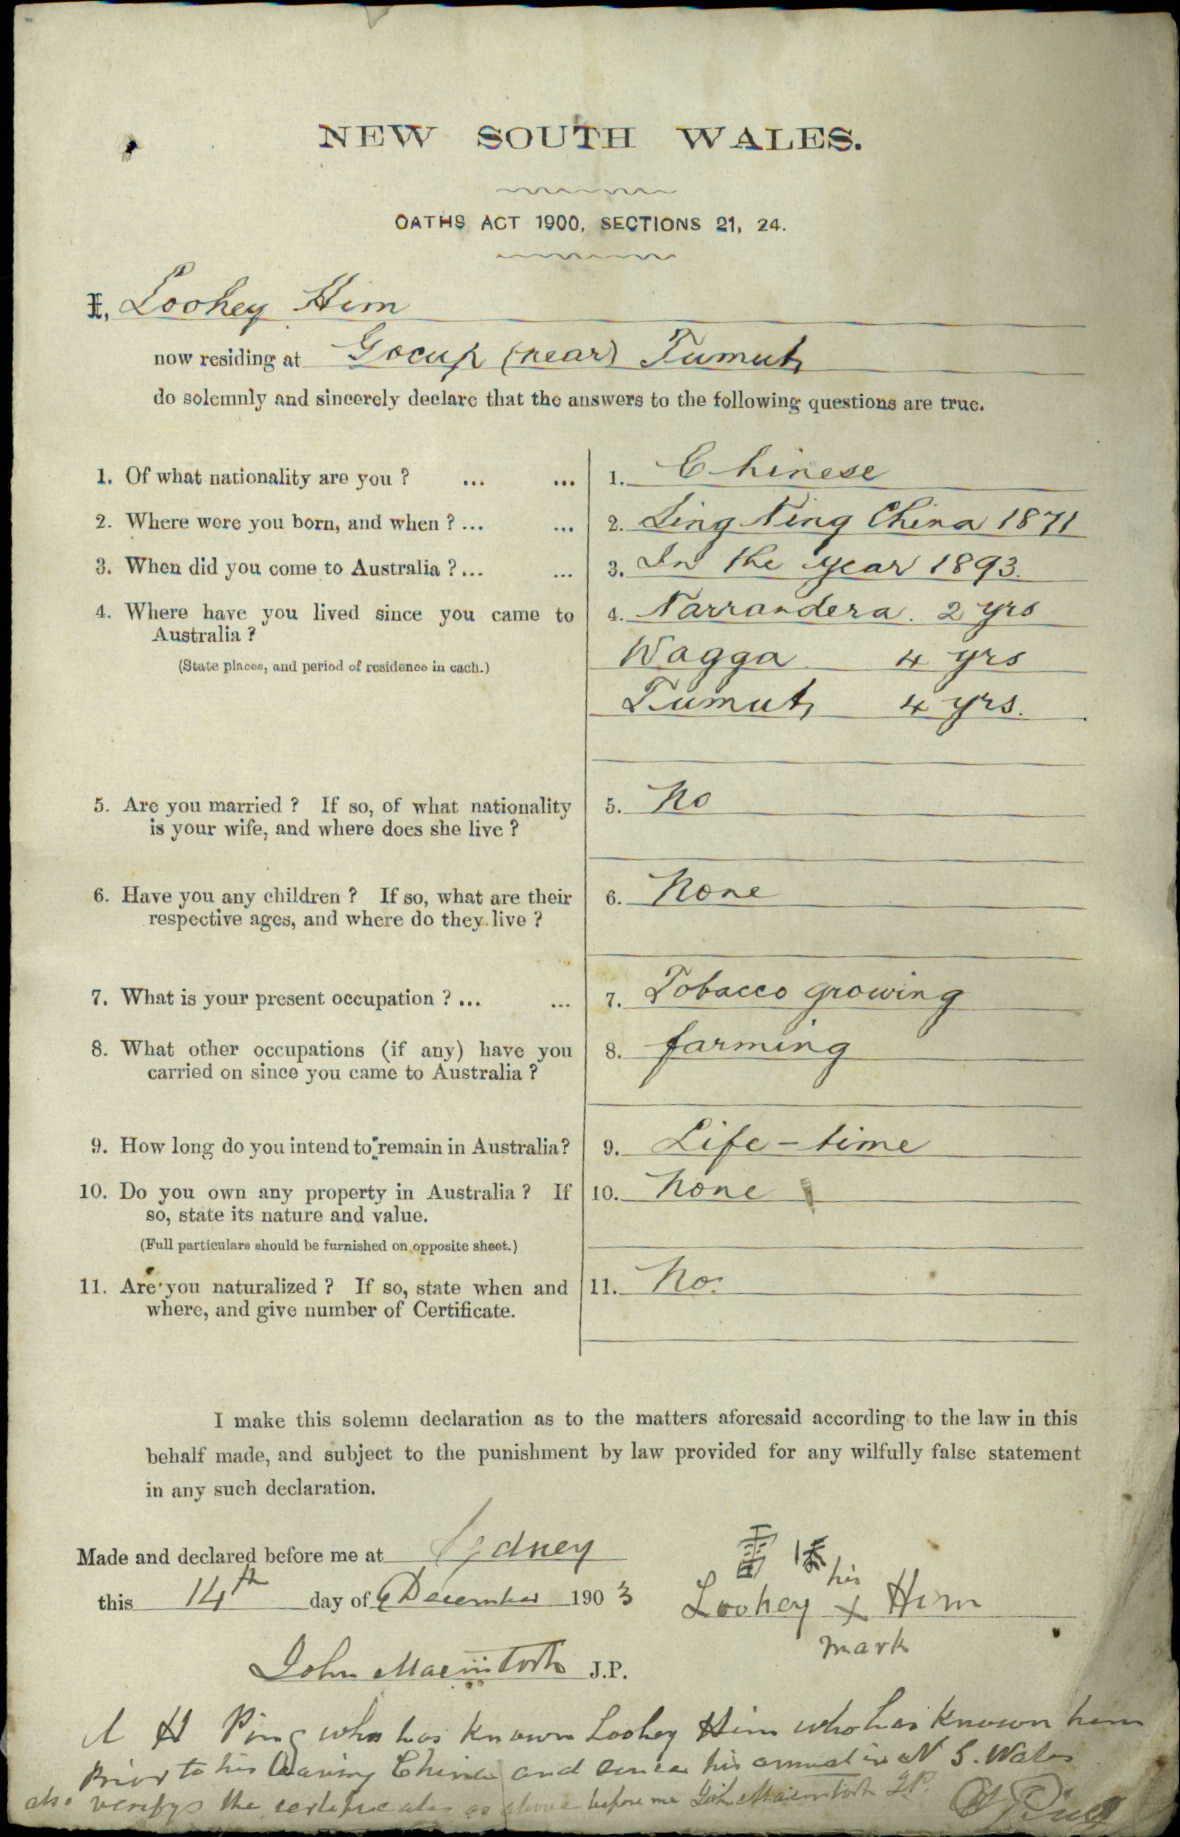 NEW SOUTH WALES.
OATHS ACT 1900, SECTIONS 21, 24.
I, Loohey Him
now residing at Gocup (near) Tumut
do solemnly and sincerely declare that the answers to the following questions are true.
1. Of what nationality are you ? ... ... 1. Chinese
2. Where were you born, and when ? ... ... 2. Ling Ning China 1871
3. When did you come to Australia ? ... ... 3. In the year 1893.
4. Where have you lived since you came to 4. Narrandera. 2 yrs
Australia ? Wagga 4 yrs
(State places, and period of residence in each.)
Tumut 4 yrs.
5. Are you married ? If so, of what nationality 5. No
is your wife, and where does she live ?
6. Have you any children ? If so, what are their 6. None
respective ages, and where do they live ?
7. What is your present occupation ? ... ... 7. Tobacco growing
8. What other occupations (if any) have you 8. farming
carried on since you came to Australia ?
9. How long do you intend to remain in Australia? 9. Life-time
10. Do you own any property in Australia ? If 10. None
so, state its nature and value.
(Full particulars should be furnished on opposite sheet.)
11. Are you naturalized ? If so, state when and 11. No.
where, and give number of Certificate.
I make this solemn declaration as to the matters aforesaid according to the law in this
behalf made, and subject to the punishment by law provided for any wilfully false statement
in any such declaration.
Made and declared before me at Sydney
this 14th day of December 1903
his
Loohey x Him
mark
John Macintosh J.P.
H Ping who has known Loohey Him who has known him
prior to his leaving China and since his arrival in N S. Wales
also verifys the certificate as above before me John Macintosh J.P.